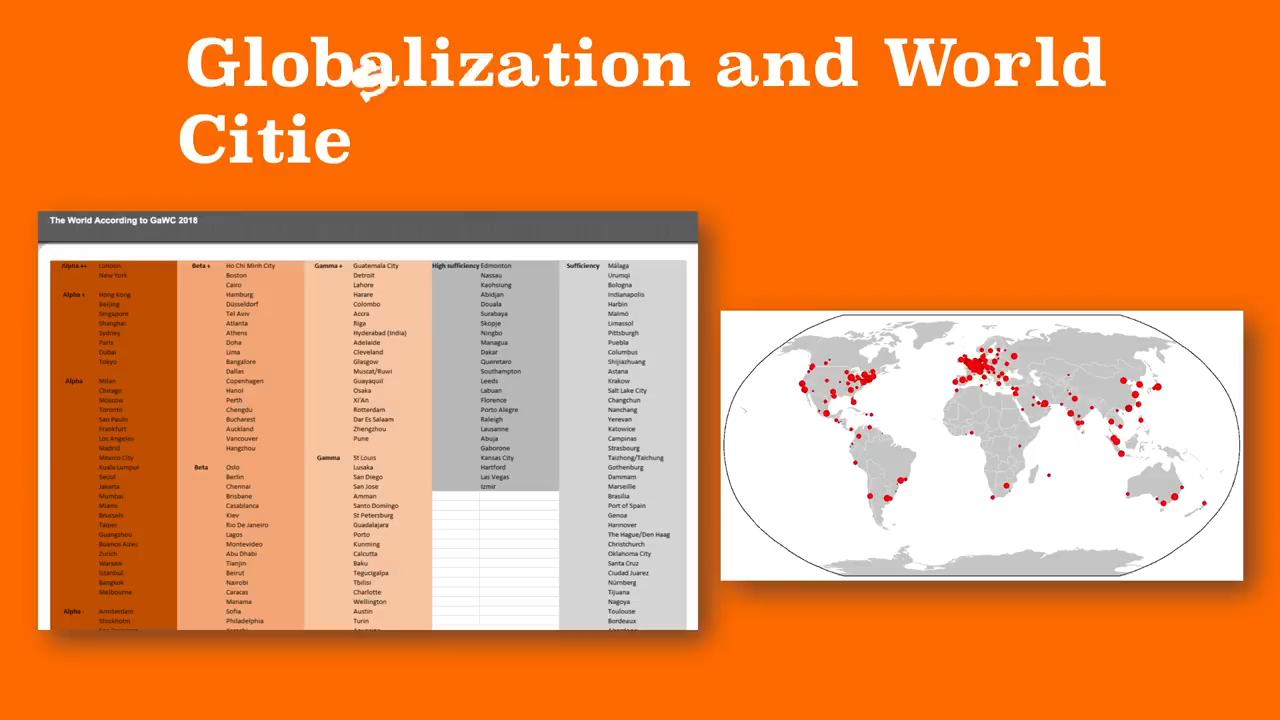 Globalization and World
Citie
s
The World According to GaWC 2018
Alpha ++ London
New York
Alpha + Hong Kong
Beijing
Singapore
Shanghai
Sydney
Paris
Dubai
Tokyo
Alpha Milan
Chicago
Moscow
Toronto
Sao Paulo
Frankfurt
Los Angeles
Madrid
Mexico City
Kuala Lumpur
Seoul
Jakarta
Mumbai
Miami
Brussels
Taipei
Guangzhou
Buenos Aires
Zurich
Warsaw
Istanbul
Bangkok
Melbourne
Alpha - Amsterdam
Stockholm
Beta + Ho Chi Minh City
Boston
Cairo
Hamburg
Düsseldorf
Tel Aviv
Atlanta
Athens
Doha
Lima
Bangalore
Dallas
Copenhagen
Hanoi
Perth
Chengdu
Bucharest
Auckland
Vancouver
Hangzhou
Beta Oslo
Berlin
Chennai
Brisbane
Casablanca
Kiev
Rio De Janeiro
Lagos
Montevideo
Abu Dhabi
Tianjin
Beirut
Nairobi
Caracas
Manama
Sofia
Philadelphia
Gamma + Guatemala City
Detroit
Lahore
Harare
Colombo
Accra
Riga
Hyderabad (India)
Adelaide
Cleveland
Glasgow
Muscat/Ruwi
Guayaquil
Osaka
Xi'An
Rotterdam
Dar Es Salaam
Zhengzhou
Pune
Gamma St Louis
Lusaka
San Diego
San Jose
Amman
Santo Domingo
St Petersburg
Guadalajara
Porto
Kunming
Calcutta
Baku
Tegucigalpa
Tbilisi
Charlotte
Wellington
Austin
Turin
High sufficiency Edmonton
Nassau
Kaohsiung
Abidjan
Douala
Surabaya
Skopje
Ningbo
Managua
Dakar
Queretaro
Southampton
Leeds
Labuan
Florence
Porto Alegre
Raleigh
Lausanne
Abuja
Gaborone
Kansas City
Hartford
Las Vegas
Izmir
Sufficiency Málaga
Urumqi
Bologna
Indianapolis
Harbin
Malmö
Limassol
Pittsburgh
Puebla
Columbus
Shijiazhuang
Astana
Krakow
Salt Lake City
Changchun
Nanchang
Yerevan
Katowice
Campinas
Strasbourg
Taizhong/Taichung
Gothenburg
Dammam
Marseille
Brasilia
Port of Spain
Genoa
Hannover
The Hague/Den Haag
Christchurch
Oklahoma City
Santa Cruz
Ciudad Juarez
Nürnberg
Tijuana
Nagoya
Toulouse
Bordeaux